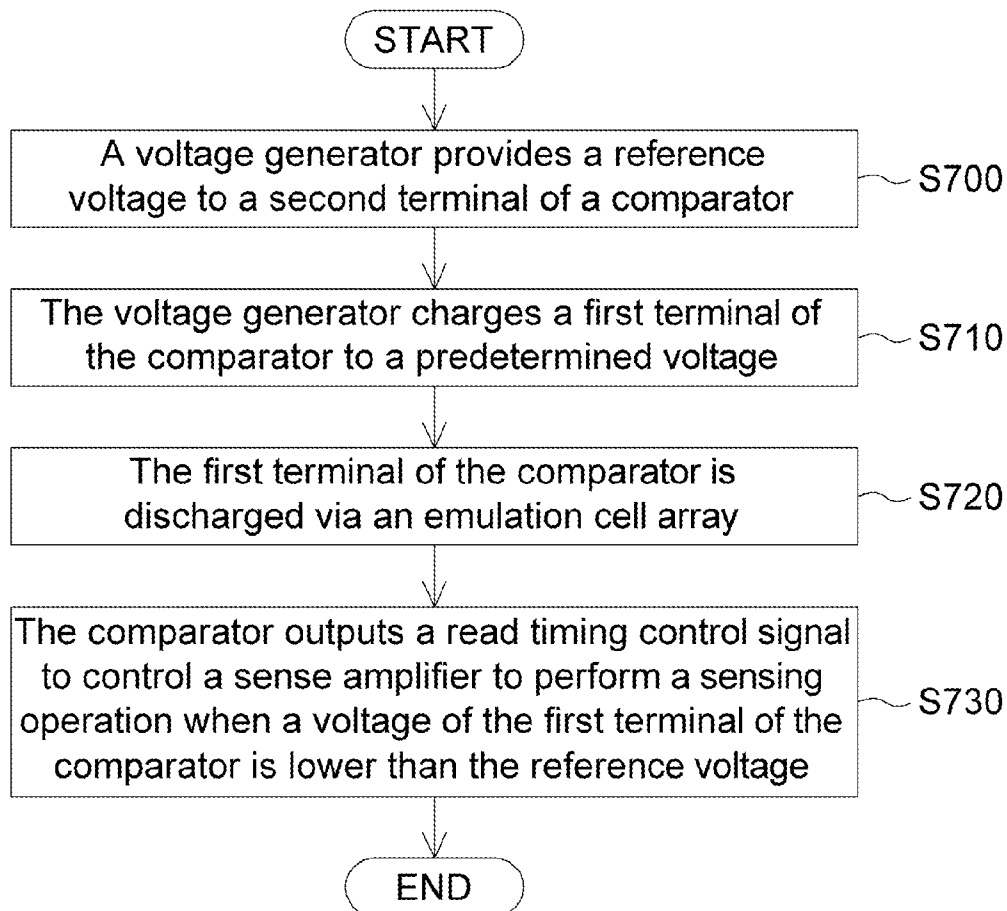 START
A voltage generator provides a reference
voltage to a second terminal of a comparator
S700
The voltage generator charges a first terminal of
the comparator to a predetermined voltage
S710
The first terminal of the comparator is
discharged via an emulation cell array
S720
The comparator outputs a read timing control signal
to control a sense amplifier to perform a sensing
operation when a voltage of the first terminal of the
comparator is lower than the reference voltage
S730
END